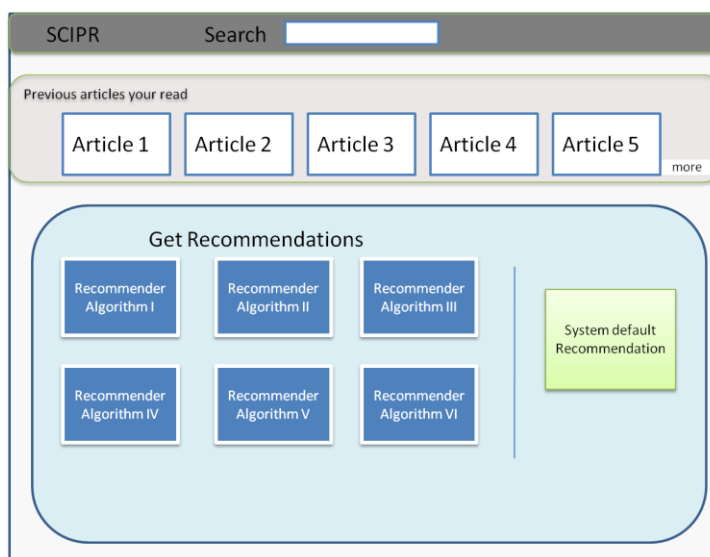 SCIPR Search
Previous articles your read
Article 1 Article 2 Article 3 Article 4 Article 5
more
Get Recommendations
Recommender
Algorithm I
Recommender
Algorithm II
Recommender
Algorithm III
System default
Recommendation
Recommender
Algorithm IV
Recommender
Algorithm V
Recommender
Algorithm VI